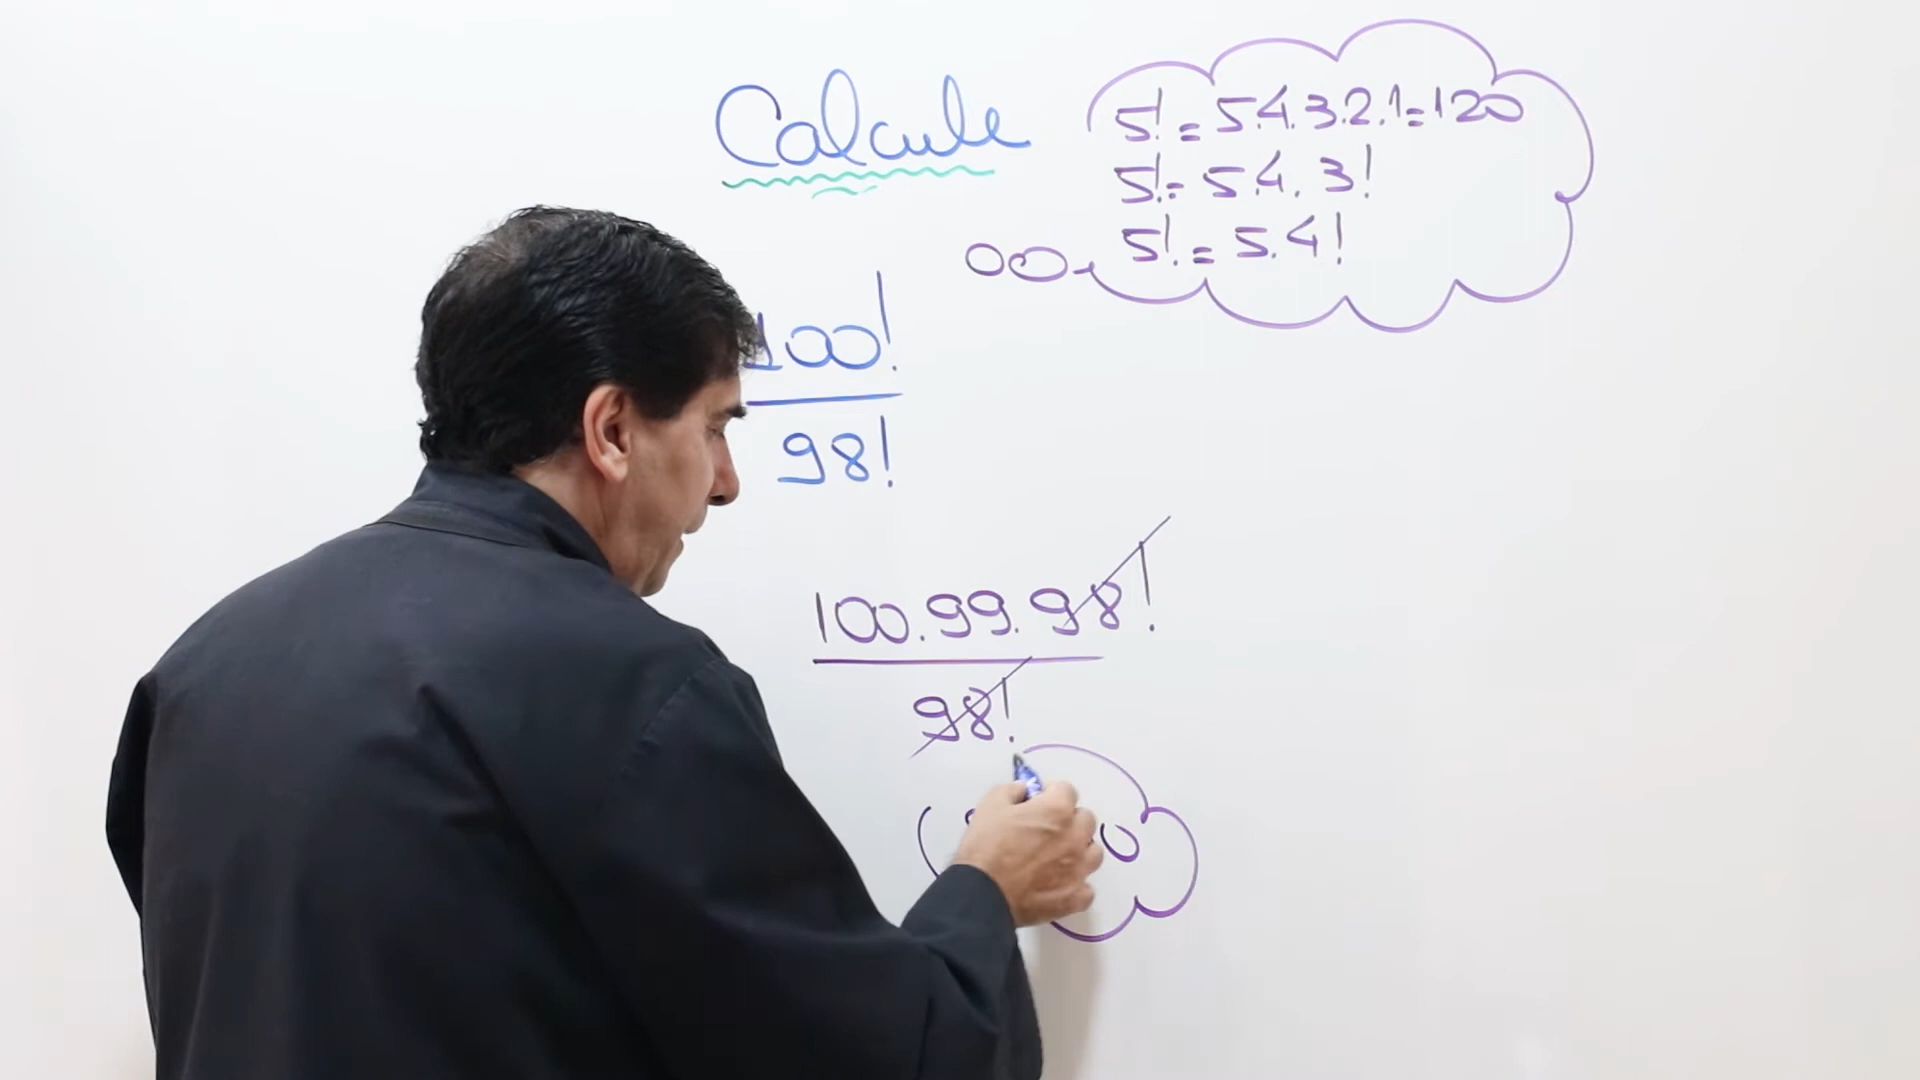 Calcule
5! = 5.4.3.2.1=120
5! = 5.4.3!
5! = 5.4!
100!
98!
100.99.98!
98!